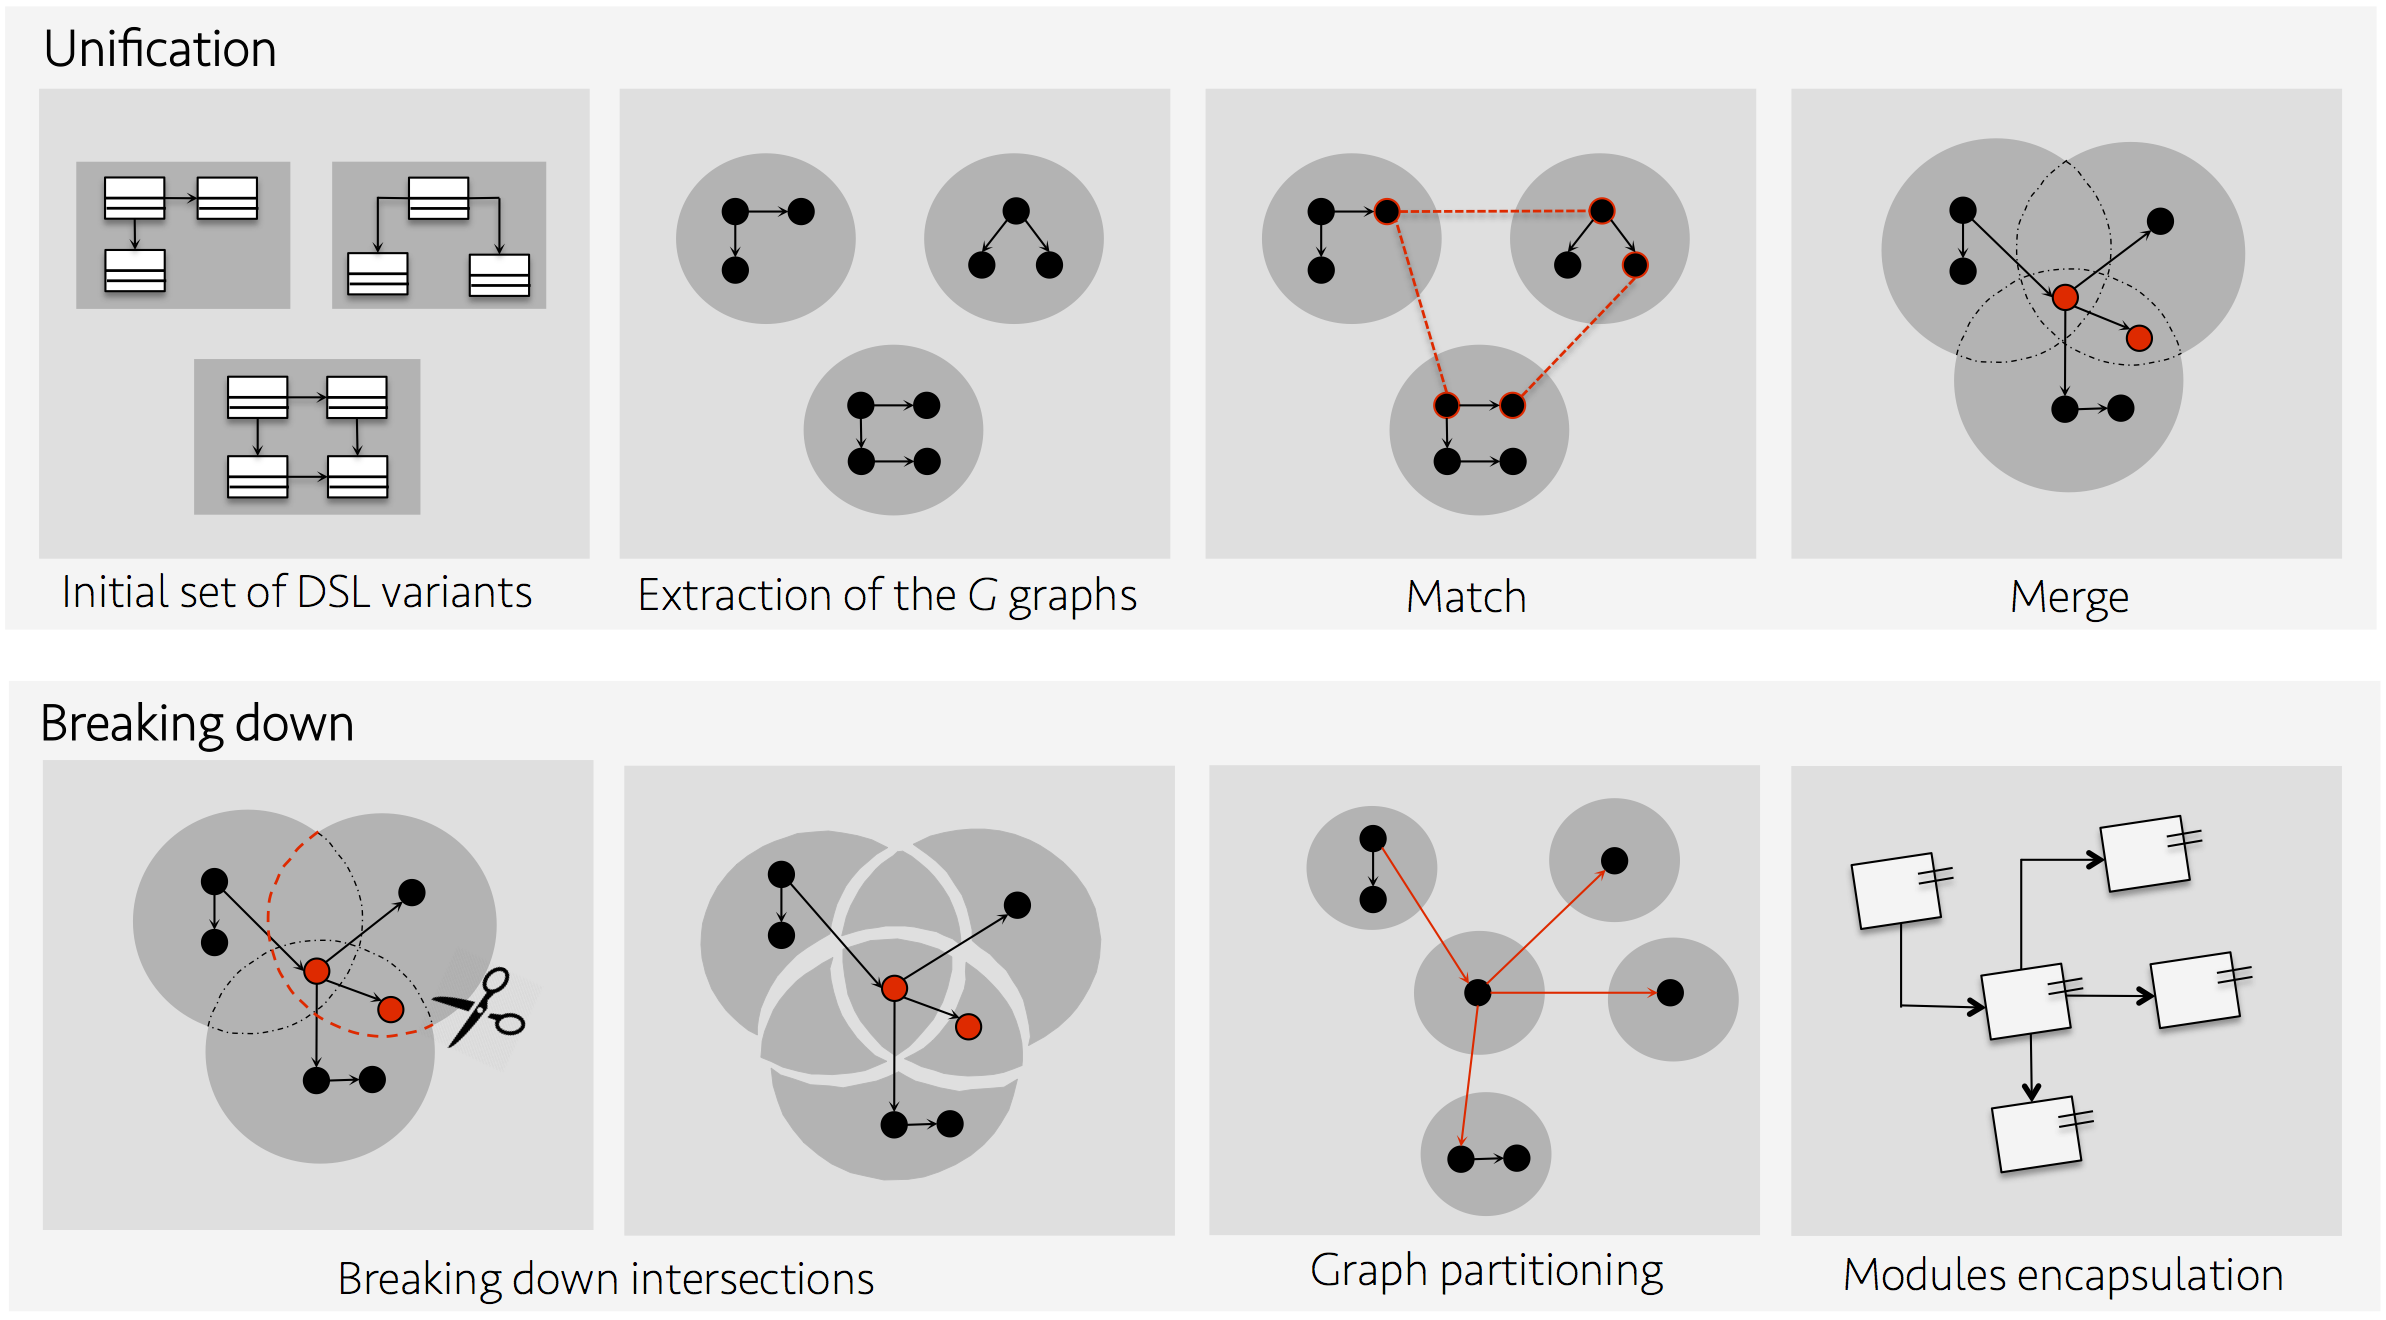 Unification
Initial set of DSL variants
Extraction of the G graphs
Match
Merge
Breaking down
Breaking down intersections
Graph partitioning
Modules encapsulation